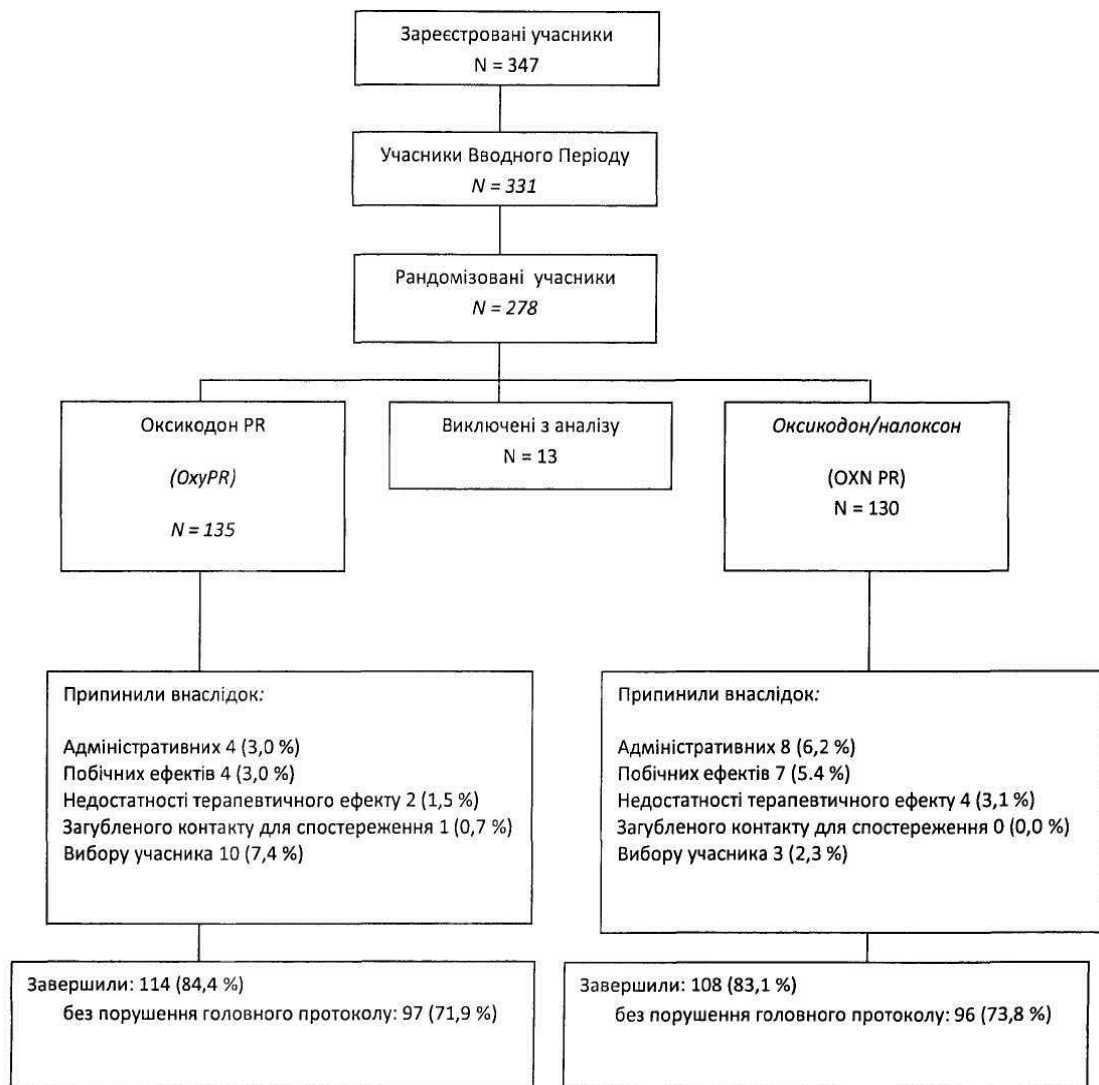 Зареєстровані учасники
N = 347
Учасники Вводного Періоду
N = 331
Рандомізовані учасники
N = 278
Оксикодон PR
(OxyPR)
N = 135
Виключені з аналізу
N = 13
Оксикодон/налоксон
(OXN PR)
N = 130
Припинили внаслідок:
Адміністративних 4 (3,0 %)
Побічних ефектів 4 (3,0 %)
Недостатності терапевтичного ефекту 2 (1,5 %)
Загубленого контакту для спостереження 1 (0,7 %)
Вибору учасника 10 (7,4 %)
Припинили внаслідок:
Адміністративних 8 (6,2 %)
Побічних ефектів 7 (5.4 %)
Недостатності терапевтичного ефекту 4 (3,1 %)
Загубленого контакту для спостереження 0 (0,0 %)
Вибору учасника 3 (2,3 %)
Завершили: 114 (84,4 %)
без порушення головного протоколу: 97 (71,9 %)
Завершили: 108 (83,1 %)
без порушення головного протоколу: 96 (73,8 %)